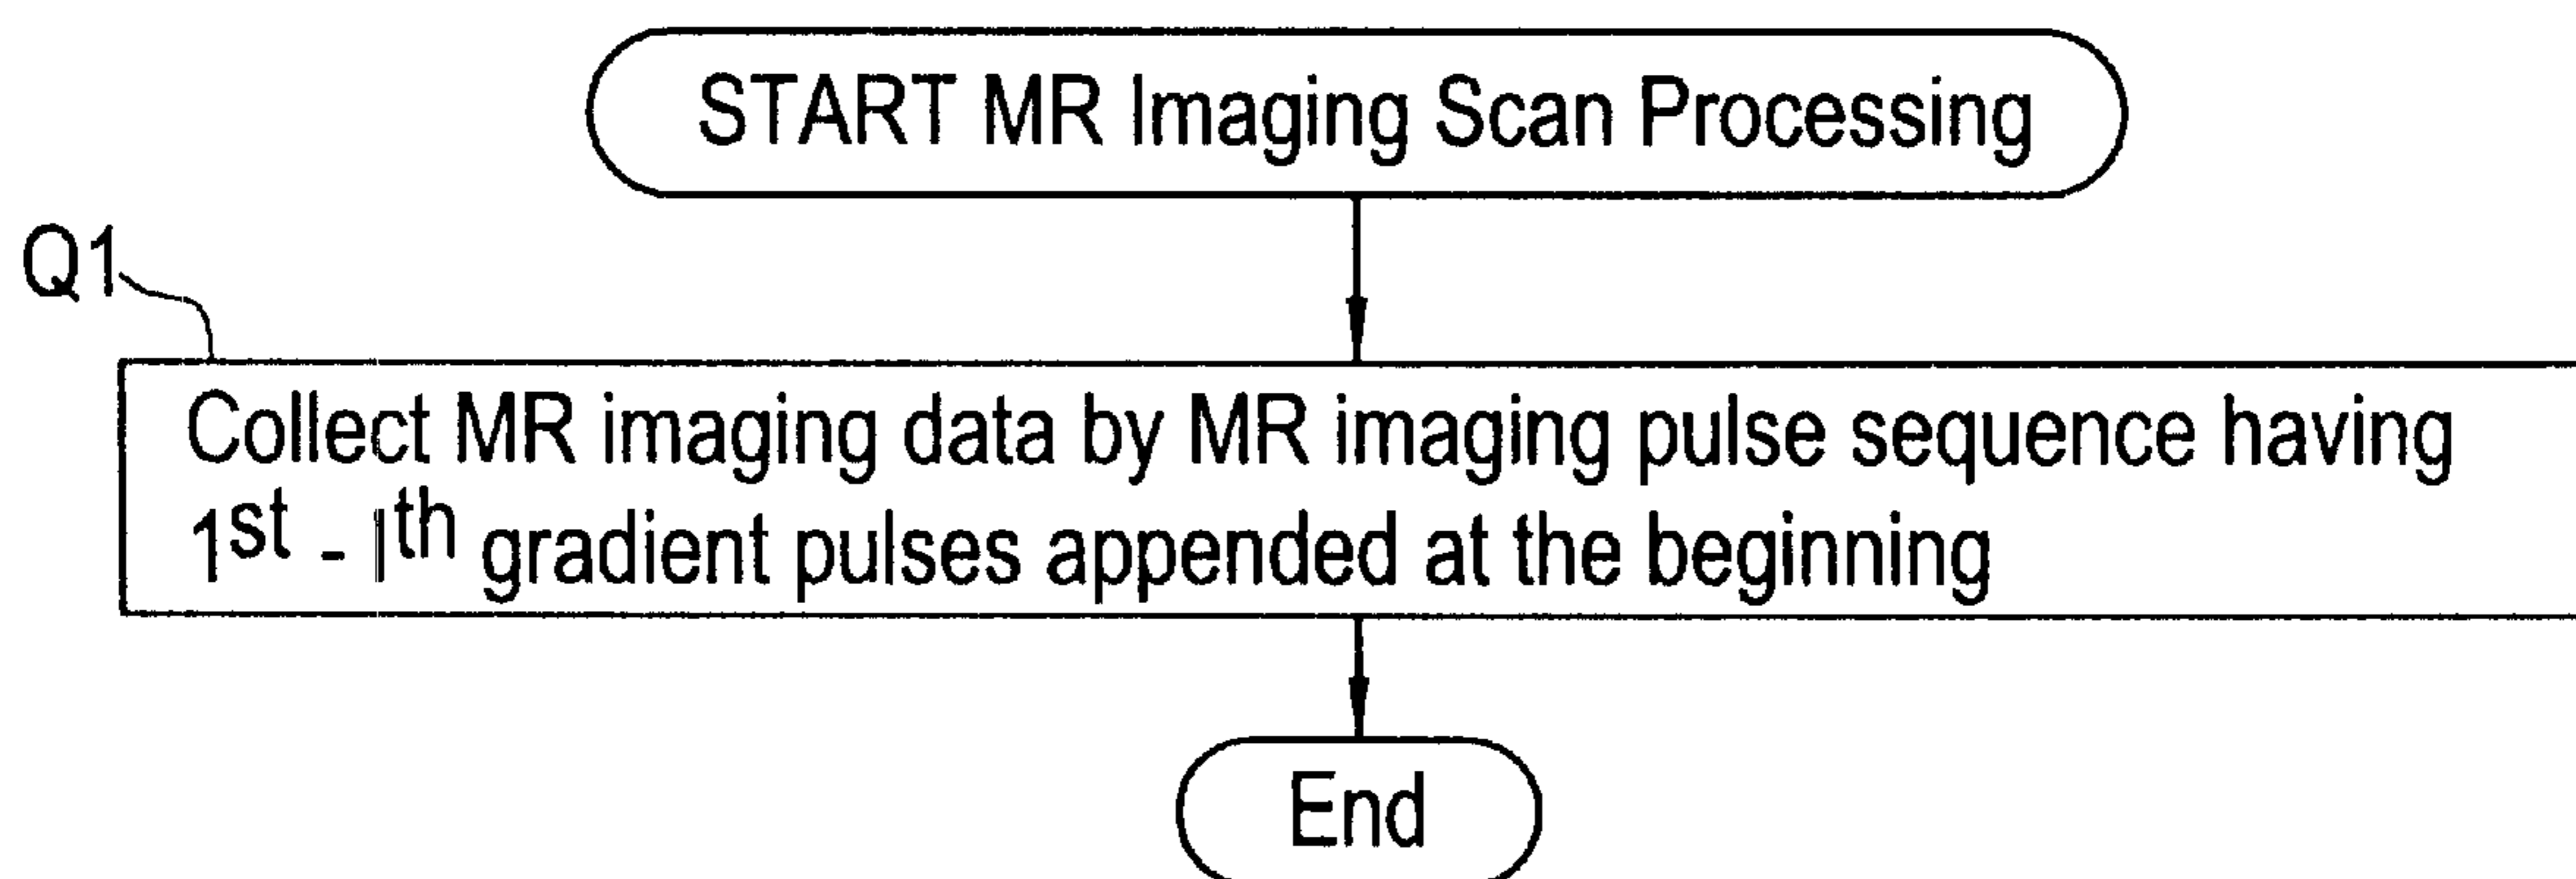 START MR Imaging Scan Processing
Q1
Collect MR imaging data by MR imaging pulse sequence having
1st - Ith gradient pulses appended at the beginning
End